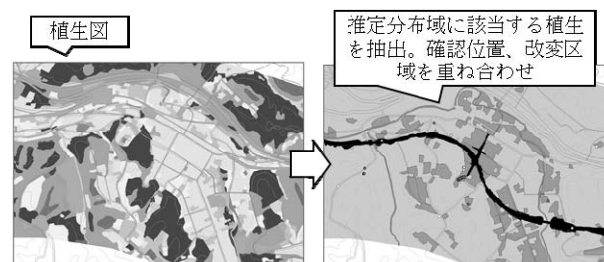 植生図
推定分布域に該当する植生
を抽出。確認位置、改変区
域を重ね合わせ